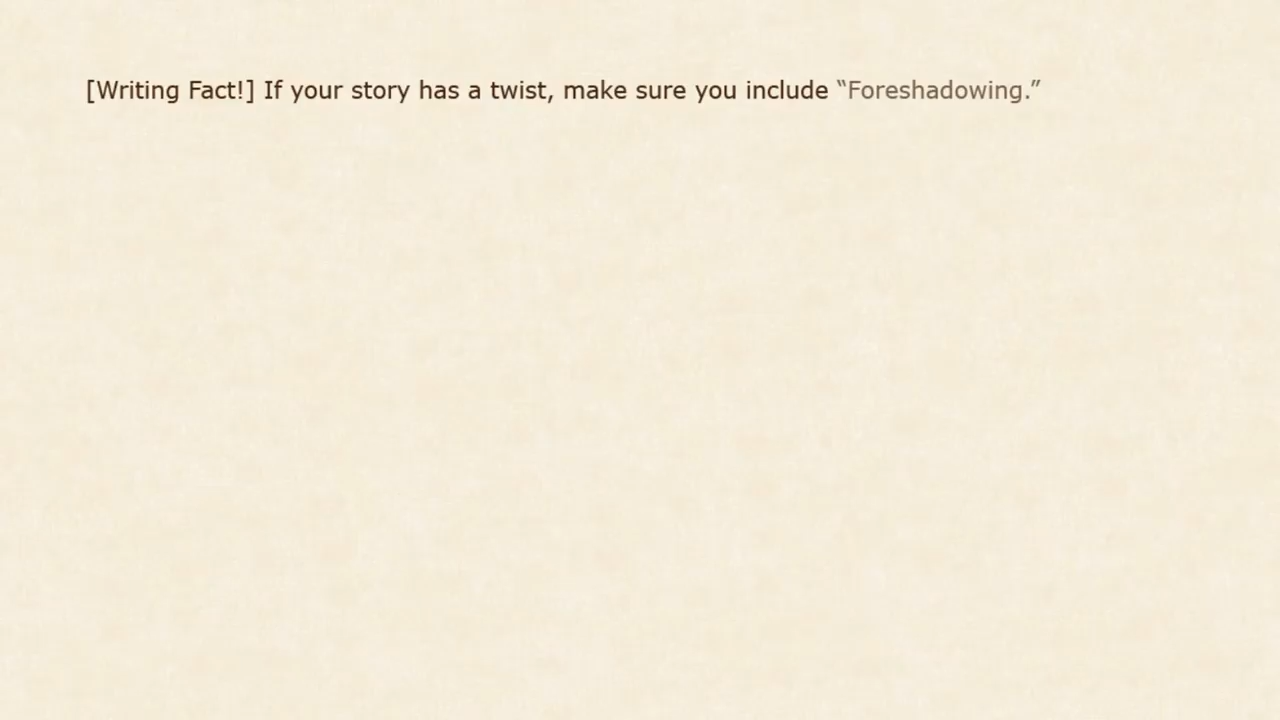 [Writing Fact!] If your story has a twist, make sure you include “Foreshadowing.”